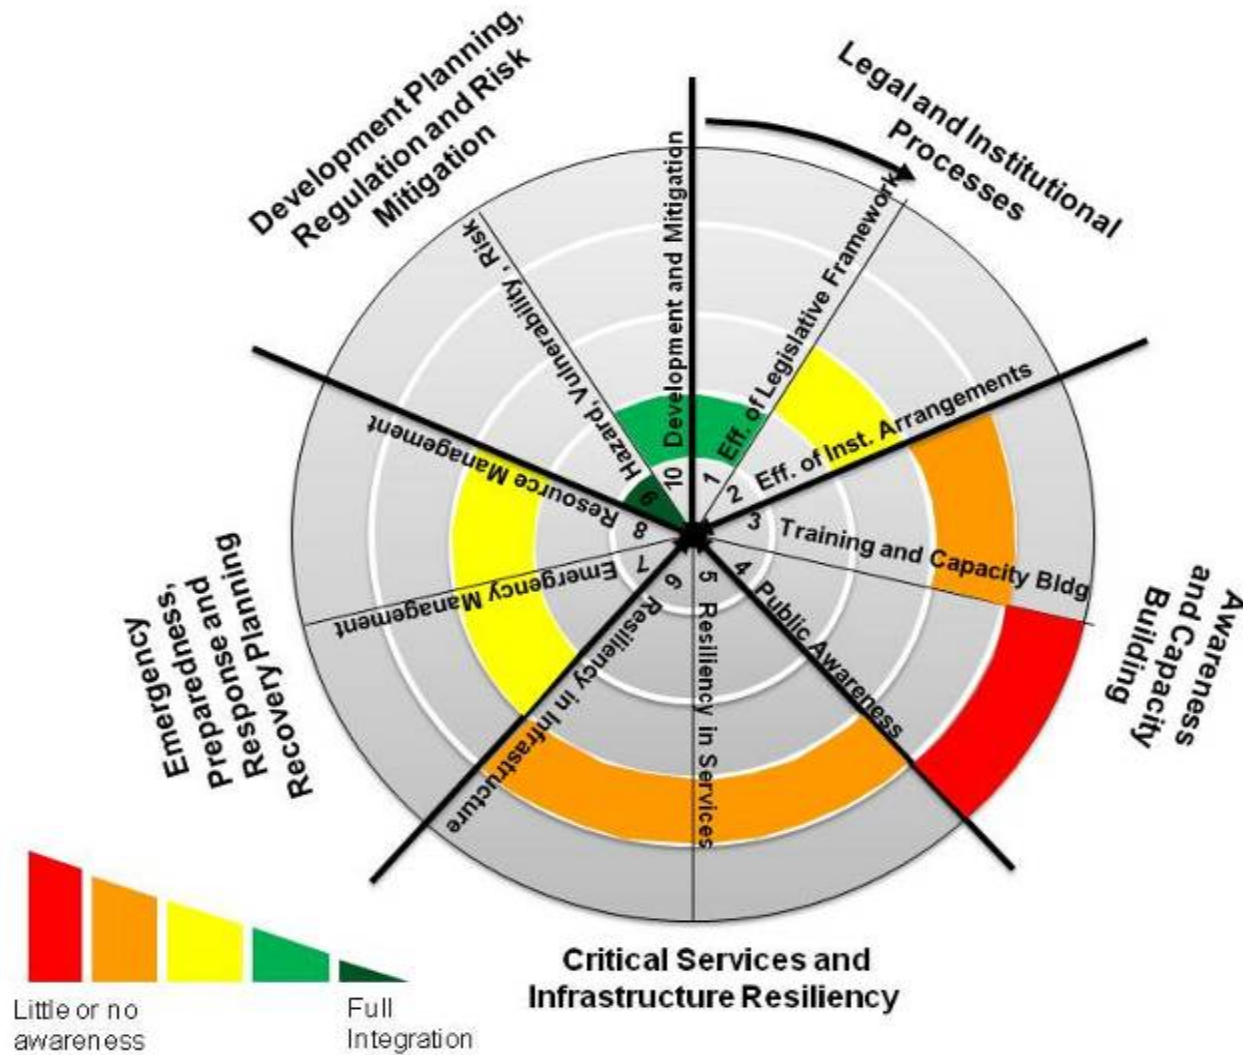 Development Planning,
Regulation and Risk
Mitigation
Legal and Institutional
Processes
Development and Mitigation
Eff. of Legislative Framework
Hazard, Vulnerability , Risk
Eff. of Inst. Arrangements
Resource Management
Training and Capacity Bldg
Emergency Management
Public Awareness
Resiliency in Services
Resiliency in Infrastructure
1
2
3
4
5
6
7
8
9
10
Awareness
and Capacity
Building
Emergency
Preparedness,
Response and
Recovery Planning
Critical Services and
Infrastructure Resiliency
Little or no
awareness
Full
Integration